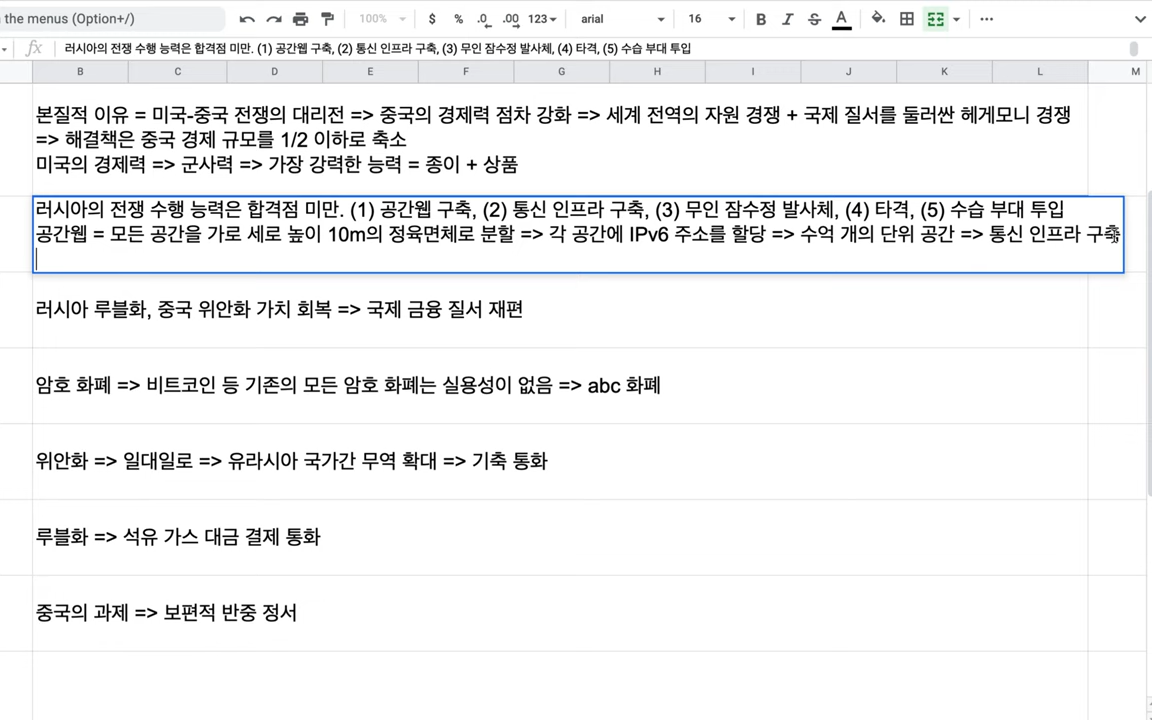 the menus (Option+/)
100%
$
%
.0
.00
123
arial
16
B
I
S
A
fx
러시아의 전쟁 수행 능력은 합격점 미만. (1) 공간웹 구축, (2) 통신 인프라 구축, (3) 무인 잠수정 발사체, (4) 타격, (5) 수습 부대 투입
B C D E F G H I J K L M
본질적 이유 = 미국-중국 전쟁의 대리전 => 중국의 경제력 점차 강화 => 세계 전역의 자원 경쟁 + 국제 질서를 둘러싼 헤게모니 경쟁
=> 해결책은 중국 경제 규모를 1/2 이하로 축소
미국의 경제력 => 군사력 => 가장 강력한 능력 = 종이 + 상품
러시아의 전쟁 수행 능력은 합격점 미만. (1) 공간웹 구축, (2) 통신 인프라 구축, (3) 무인 잠수정 발사체, (4) 타격, (5) 수습 부대 투입
공간웹 = 모든 공간을 가로 세로 높이 10m의 정육면체로 분할 => 각 공간에 IPv6 주소를 할당 => 수억 개의 단위 공간 => 통신 인프라 구축
러시아 루블화, 중국 위안화 가치 회복 => 국제 금융 질서 재편
암호 화폐 => 비트코인 등 기존의 모든 암호 화폐는 실용성이 없음 => abc 화폐
위안화 => 일대일로 => 유라시아 국가간 무역 확대 => 기축 통화
루블화 => 석유 가스 대금 결제 통화
중국의 과제 => 보편적 반중 정서